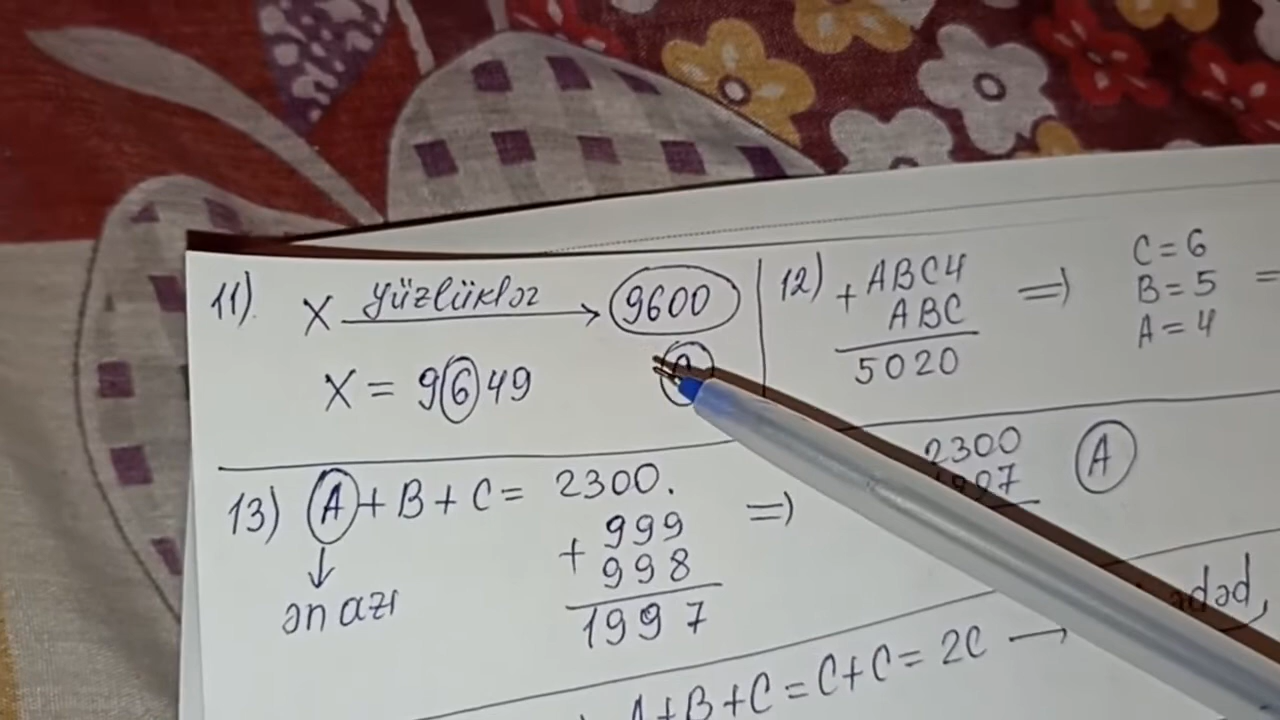 11). X yüzlüklər → 9600
X = 9649
12) + ABC4 ⇒ C = 6
ABC B = 5 =
5020 A = 4
13) A + B + C = 2300. ⇒ 2300 A
+ 999
998
ən azı 1997
A+B+C = C+C = 2C → ədəd,